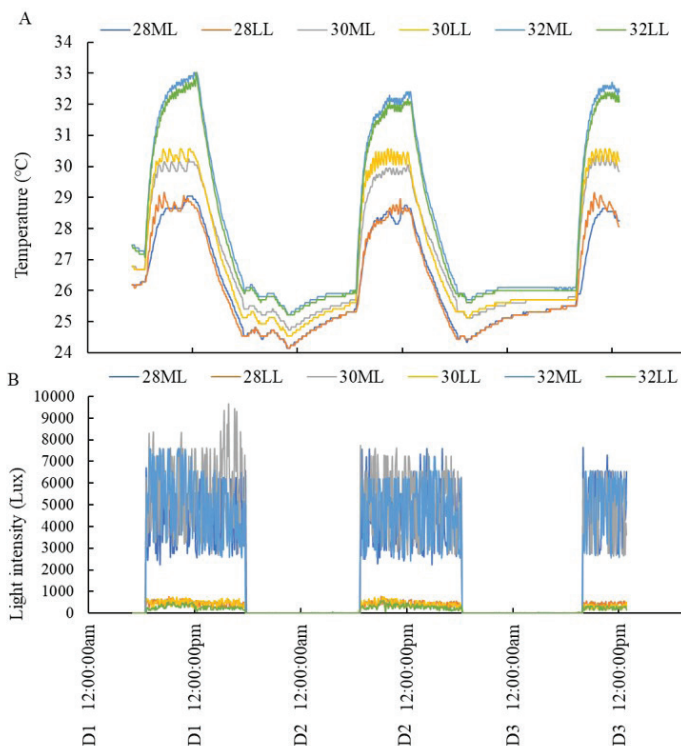 A
28ML 28LL 30ML 30LL 32ML 32LL
34
33
32
31
30
29
28
27
26
25
24
Temperature (°C)
B
28ML 28LL 30ML 30LL 32ML 32LL
10000
9000
8000
7000
6000
5000
4000
3000
2000
1000
0
Light intensity (Lux)
D1 12:00:00am
D1 12:00:00pm
D2 12:00:00am
D2 12:00:00pm
D3 12:00:00am
D3 12:00:00pm